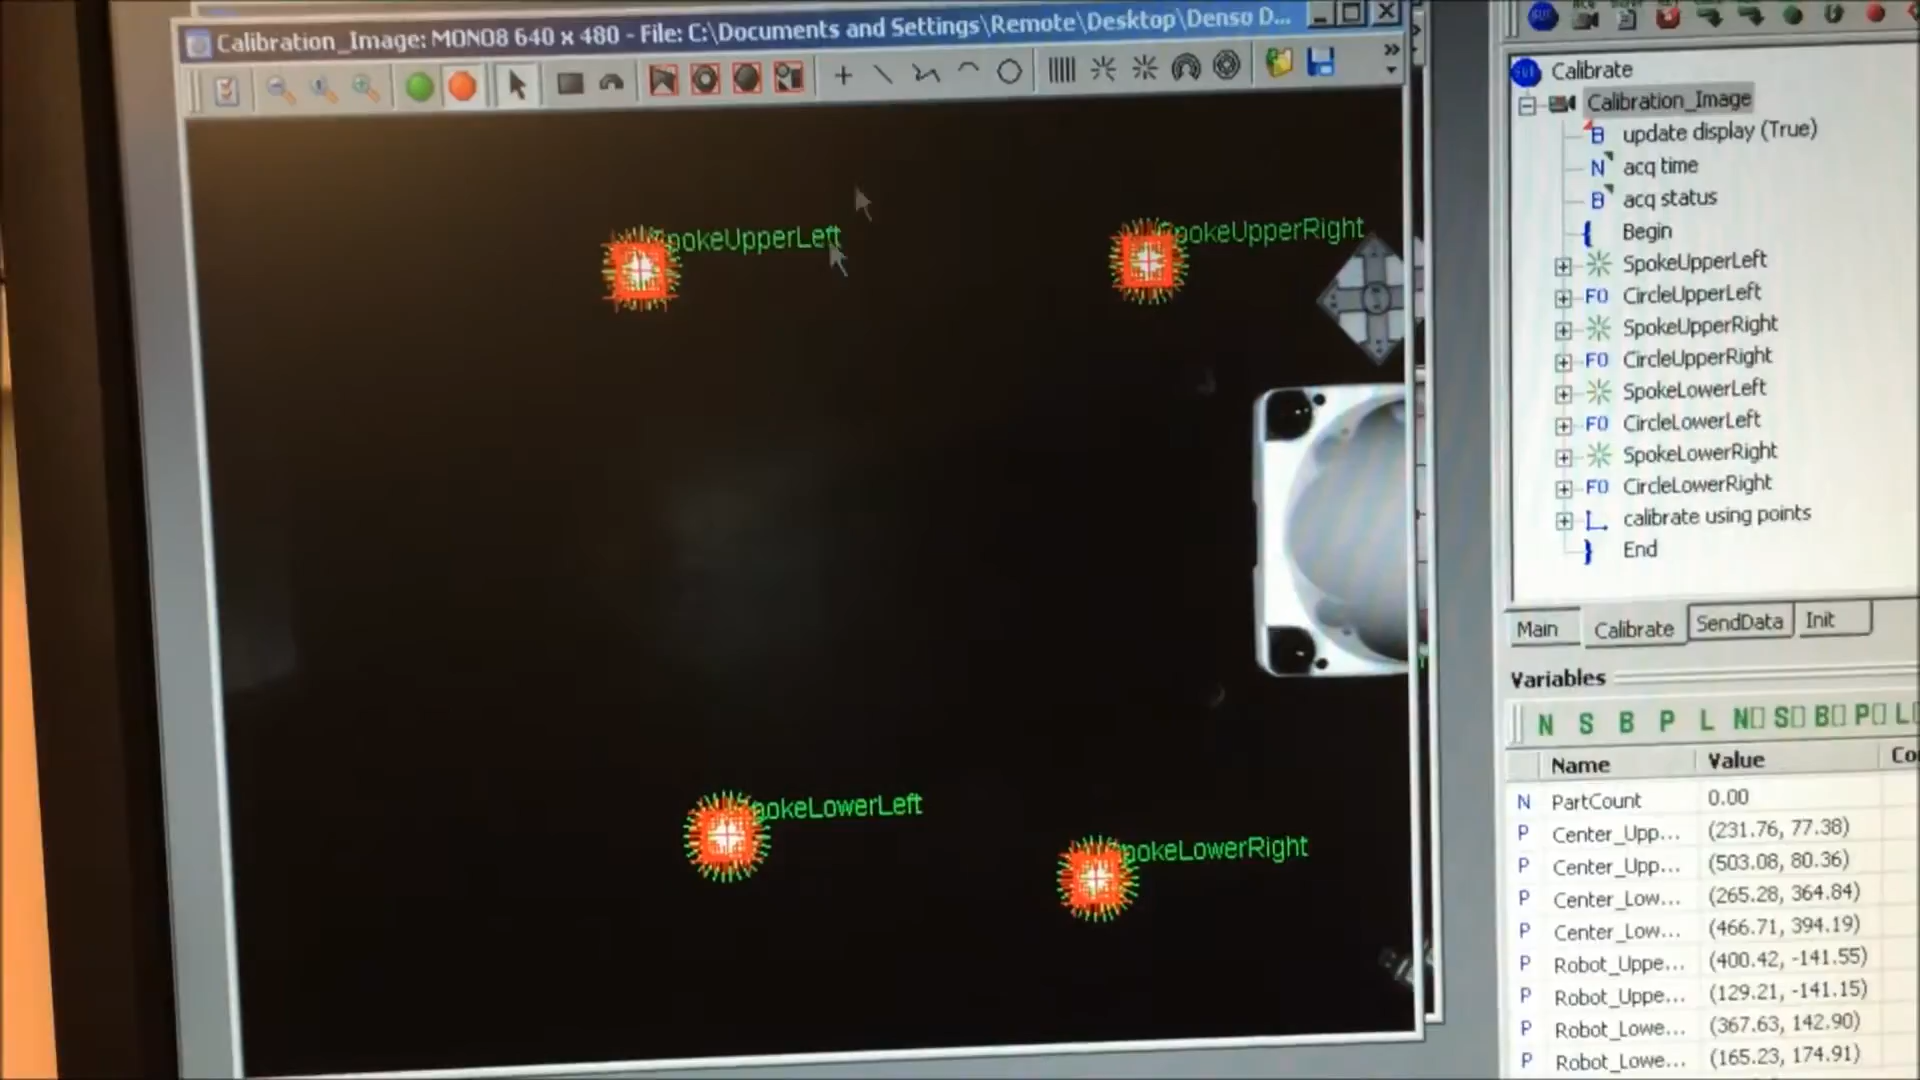 Calibration_Image: MONO8 640 x 480 - File: C:\Documents and Settings\Remote\Desktop\Denso D...
SpokeUpperLeft
SpokeUpperRight
SpokeLowerLeft
SpokeLowerRight
Calibrate
Calibration_Image
B update display (True)
N acq time
B acq status
{ Begin
SpokeUpperLeft
F() CircleUpperLeft
SpokeUpperRight
F() CircleUpperRight
SpokeLowerLeft
F() CircleLowerLeft
SpokeLowerRight
F() CircleLowerRight
calibrate using points
} End
Main Calibrate SendData Init
Variables
N S B P L N[] S[] B[] P[] L
Name Value
N PartCount 0.00
P Center_Upp... (231.76, 77.38)
P Center_Upp... (503.08, 80.36)
P Center_Low... (265.28, 364.84)
P Center_Low... (466.71, 394.19)
P Robot_Uppe... (400.42, -141.55)
P Robot_Uppe... (129.21, -141.15)
P Robot_Lowe... (367.63, 142.90)
P Robot_Lowe... (165.23, 174.91)